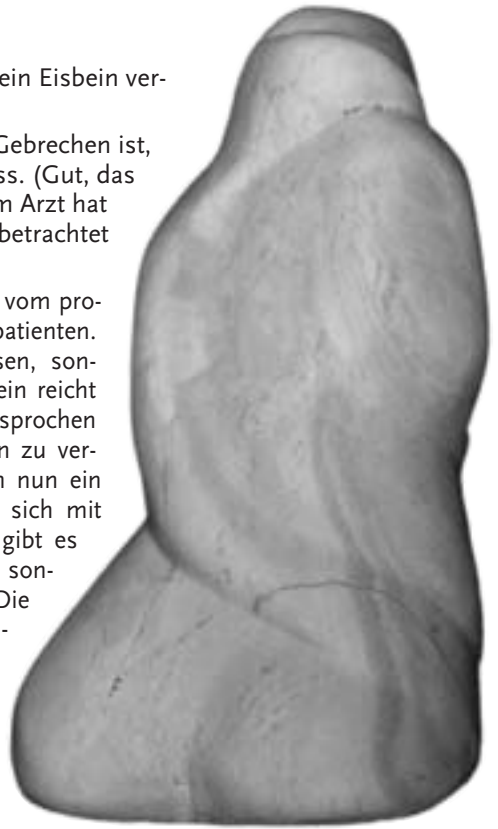 ein Eisbein ver-
Gebrechen ist,
ss. (Gut, das
m Arzt hat
betrachtet
vom pro-
patienten.
sen, son-
ein reicht
sprochen
n zu ver-
n nun ein
sich mit
gibt es
son-
Die
-